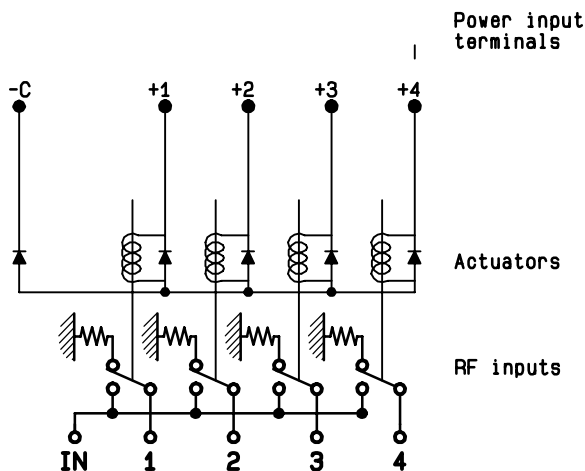 Power input
terminals
-C +1 +2 +3 +4
Actuators
RF inputs
IN 1 2 3 4